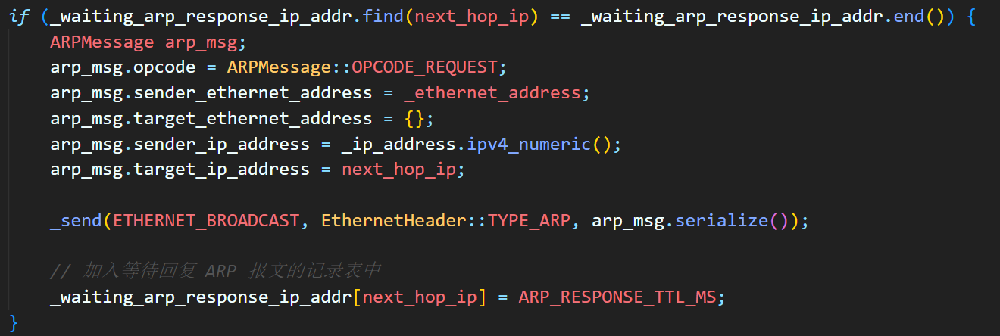 if (_waiting_arp_response_ip_addr.find(next_hop_ip) == _waiting_arp_response_ip_addr.end()) {
ARPMessage arp_msg;
arp_msg.opcode = ARPMessage::OPCODE_REQUEST;
arp_msg.sender_ethernet_address = _ethernet_address;
arp_msg.target_ethernet_address = {};
arp_msg.sender_ip_address = _ip_address.ipv4_numeric();
arp_msg.target_ip_address = next_hop_ip;
_send(ETHERNET_BROADCAST, EthernetHeader::TYPE_ARP, arp_msg.serialize());
// 加入等待回复 ARP 报文的记录表中
_waiting_arp_response_ip_addr[next_hop_ip] = ARP_RESPONSE_TTL_MS;
}